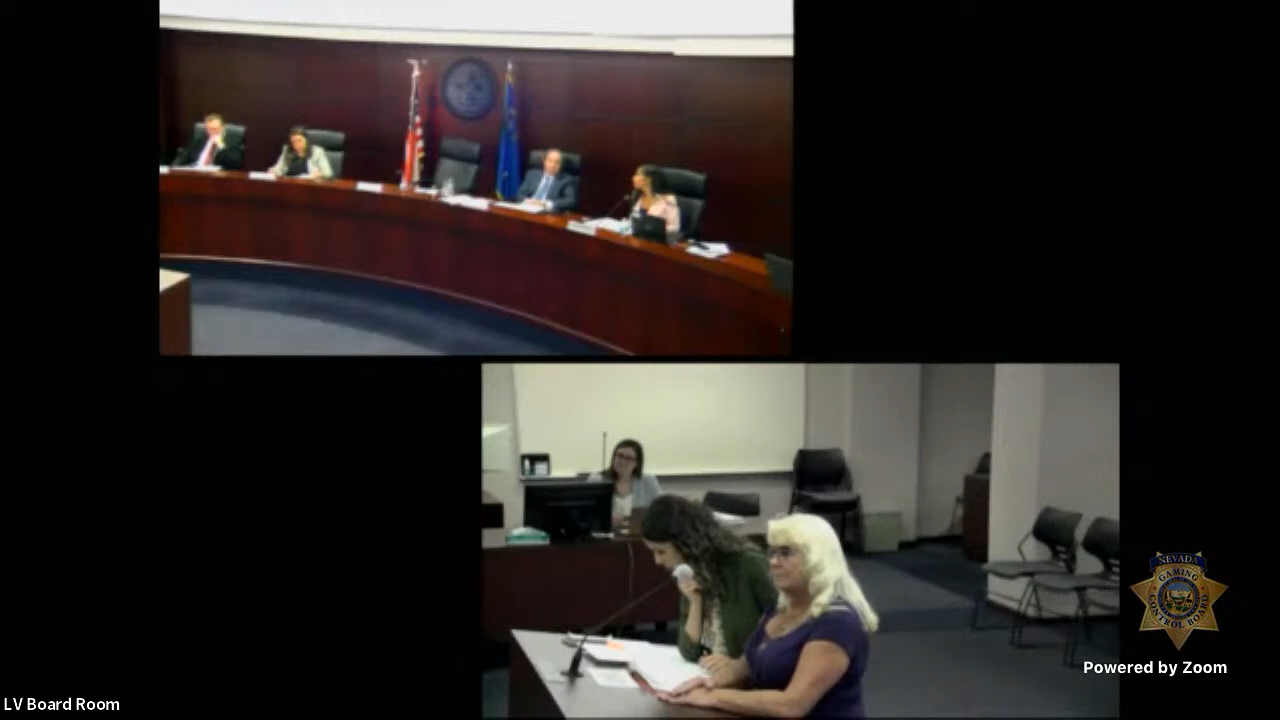 NEVADA
GAMING
CONTROL BOARD
Powered by Zoom
LV Board Room